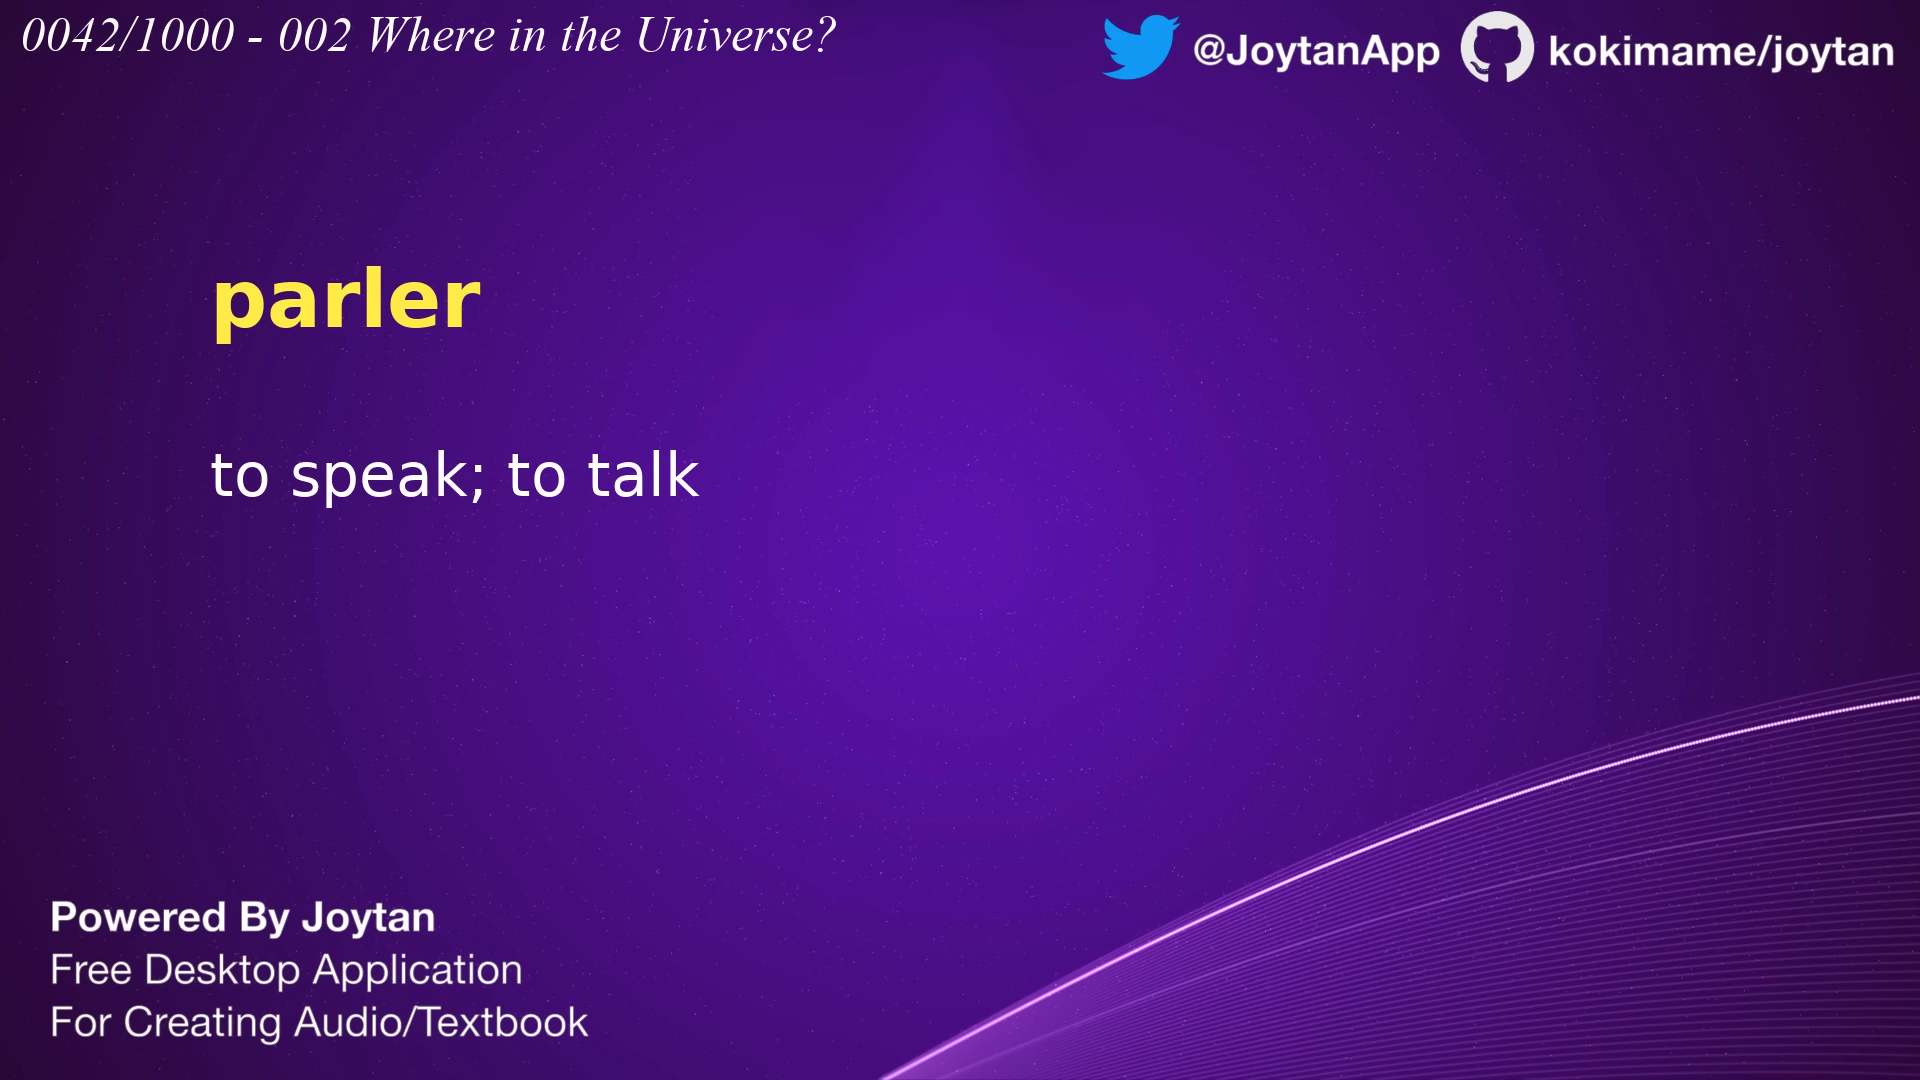 0042/1000 - 002 Where in the Universe?
@JoytanApp
kokimame/joytan
parler
to speak; to talk
Powered By Joytan
Free Desktop Application
For Creating Audio/Textbook